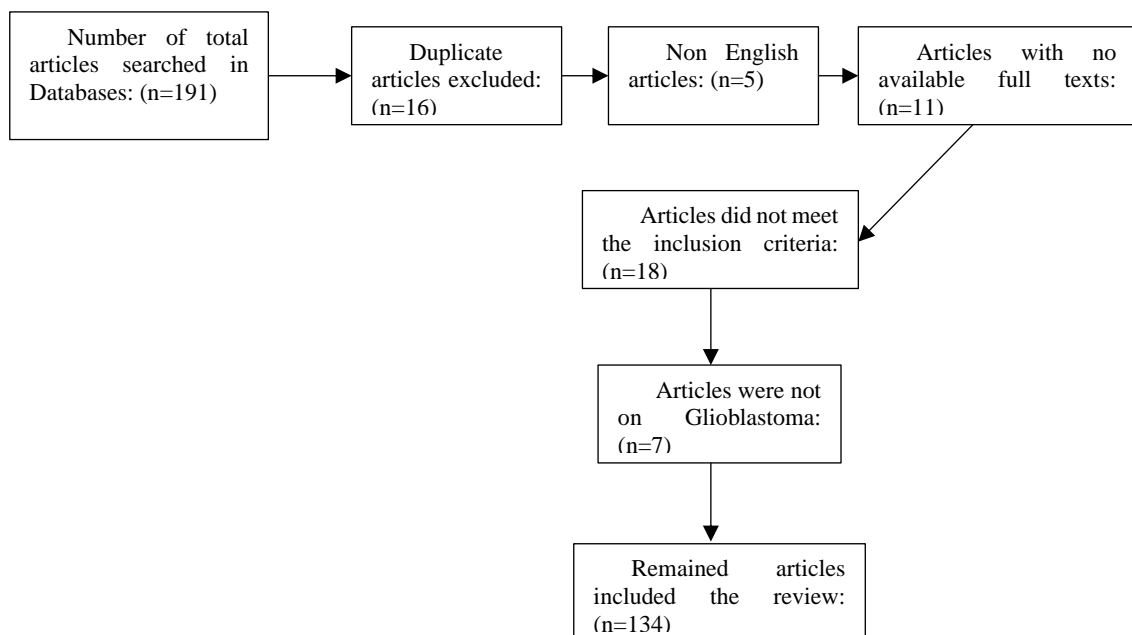 Number of total
articles searched in
Databases: (n=191)
Duplicate
articles excluded:
(n=16)
Non English
articles: (n=5)
Articles with no
available full texts:
(n=11)
Articles did not meet
the inclusion criteria:
(n=18)
Articles were not
on Glioblastoma:
(n=7)
Remained articles
included the review:
(n=134)